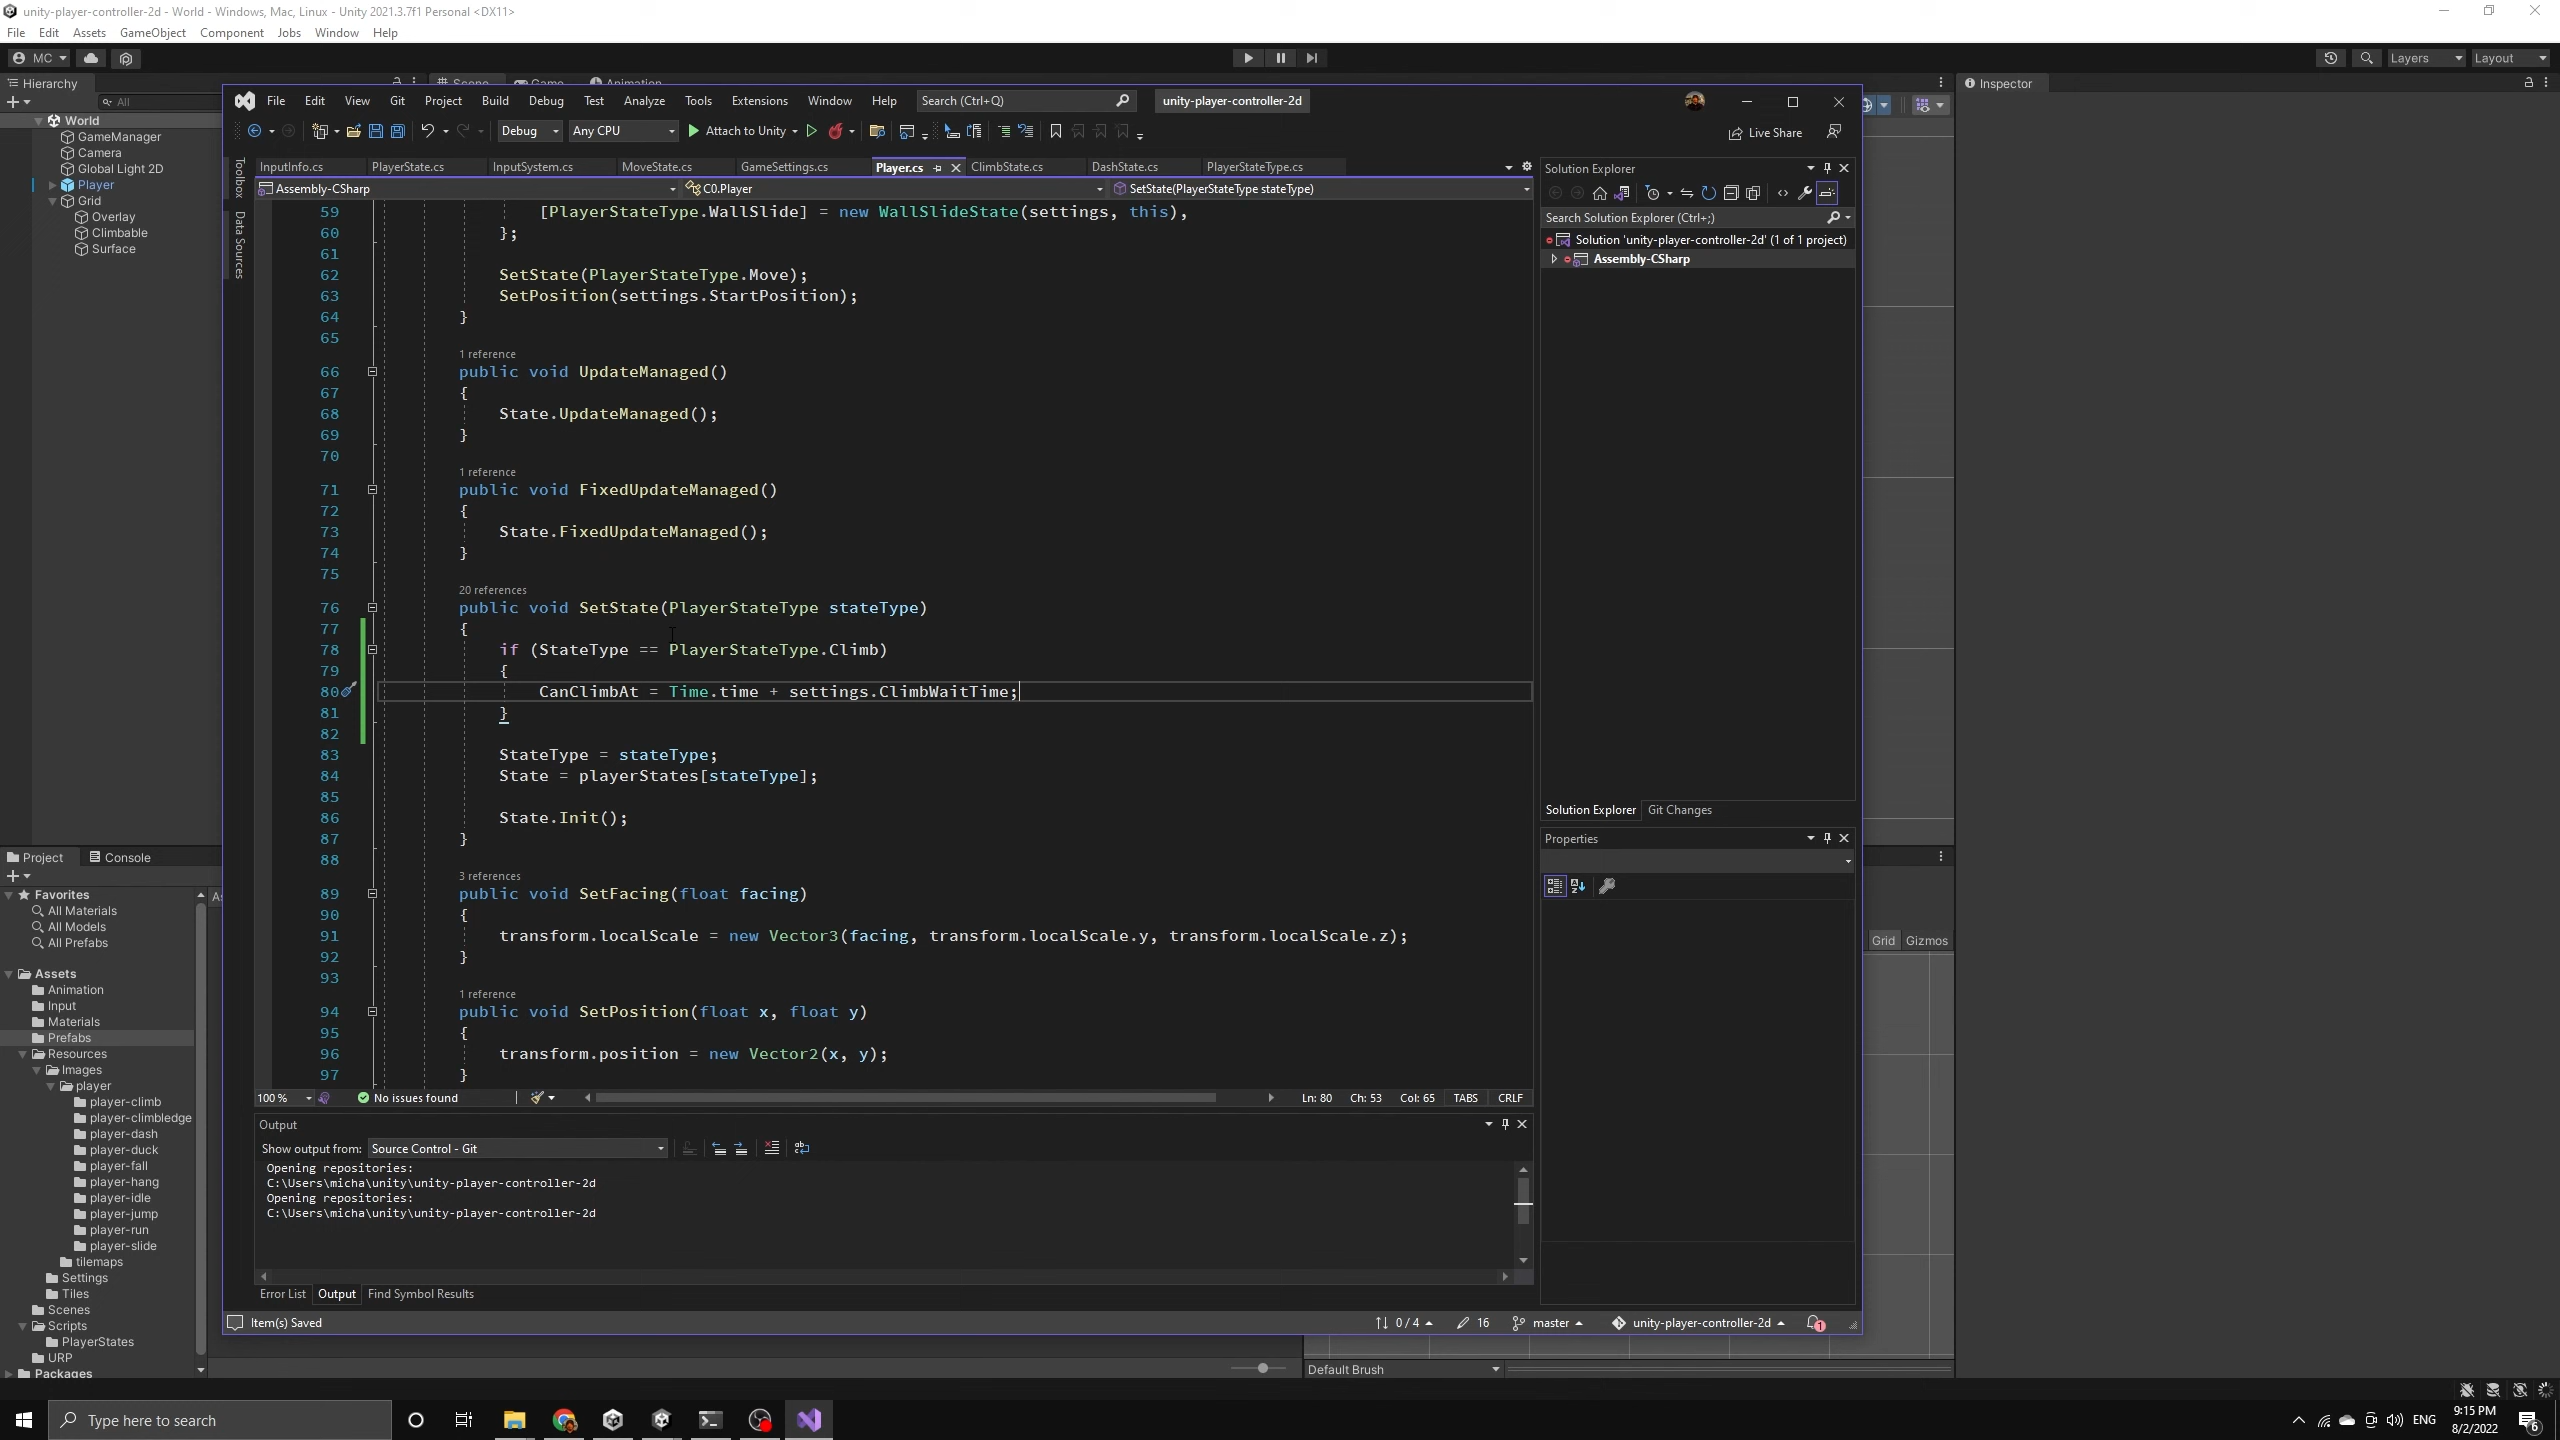 unity-player-controller-2d - World - Windows, Mac, Linux - Unity 2021.3.7f1 Personal <DX11>
File Edit Assets GameObject Component Jobs Window Help
MC
Layers Layout
Hierarchy
Scene Game Animation
Inspector
All
World
GameManager
Camera
Global Light 2D
Player
Grid
Overlay
Climbable
Surface
File Edit View Git Project Build Debug Test Analyze Tools Extensions Window Help Search (Ctrl+Q) unity-player-controller-2d
Debug Any CPU Attach to Unity Live Share
Toolbox
Data Sources
InputInfo.cs PlayerState.cs InputSystem.cs MoveState.cs GameSettings.cs Player.cs ClimbState.cs DashState.cs PlayerStateType.cs
Assembly-CSharp C0.Player SetState(PlayerStateType stateType)
59 [PlayerStateType.WallSlide] = new WallSlideState(settings, this),
60 };
61
62 SetState(PlayerStateType.Move);
63 SetPosition(settings.StartPosition);
64 }
65
1 reference
66 public void UpdateManaged()
67 {
68 State.UpdateManaged();
69 }
70
1 reference
71 public void FixedUpdateManaged()
72 {
73 State.FixedUpdateManaged();
74 }
75
20 references
76 public void SetState(PlayerStateType stateType)
77 {
78 if (StateType == PlayerStateType.Climb)
79 {
80 CanClimbAt = Time.time + settings.ClimbWaitTime;
81 }
82
83 StateType = stateType;
84 State = playerStates[stateType];
85
86 State.Init();
87 }
88
3 references
89 public void SetFacing(float facing)
90 {
91 transform.localScale = new Vector3(facing, transform.localScale.y, transform.localScale.z);
92 }
93
1 reference
94 public void SetPosition(float x, float y)
95 {
96 transform.position = new Vector2(x, y);
97 }
100 % No issues found Ln: 80 Ch: 53 Col: 65 TABS CRLF
Solution Explorer
Search Solution Explorer (Ctrl+;)
Solution 'unity-player-controller-2d' (1 of 1 project)
Assembly-CSharp
Solution Explorer Git Changes
Properties
Output
Show output from: Source Control - Git
Opening repositories:
C:\Users\micha\unity\unity-player-controller-2d
Opening repositories:
C:\Users\micha\unity\unity-player-controller-2d
Error List Output Find Symbol Results
Item(s) Saved 0 / 4 16 master unity-player-controller-2d 1
Project Console
Favorites
All Materials
All Models
All Prefabs
Assets
Animation
Input
Materials
Prefabs
Resources
Images
player
player-climb
player-climbledge
player-dash
player-duck
player-fall
player-hang
player-idle
player-jump
player-run
player-slide
tilemaps
Settings
Tiles
Scenes
Scripts
PlayerStates
URP
Packages
As
Grid Gizmos
Default Brush
Type here to search
ENG
9:15 PM
8/2/2022
6